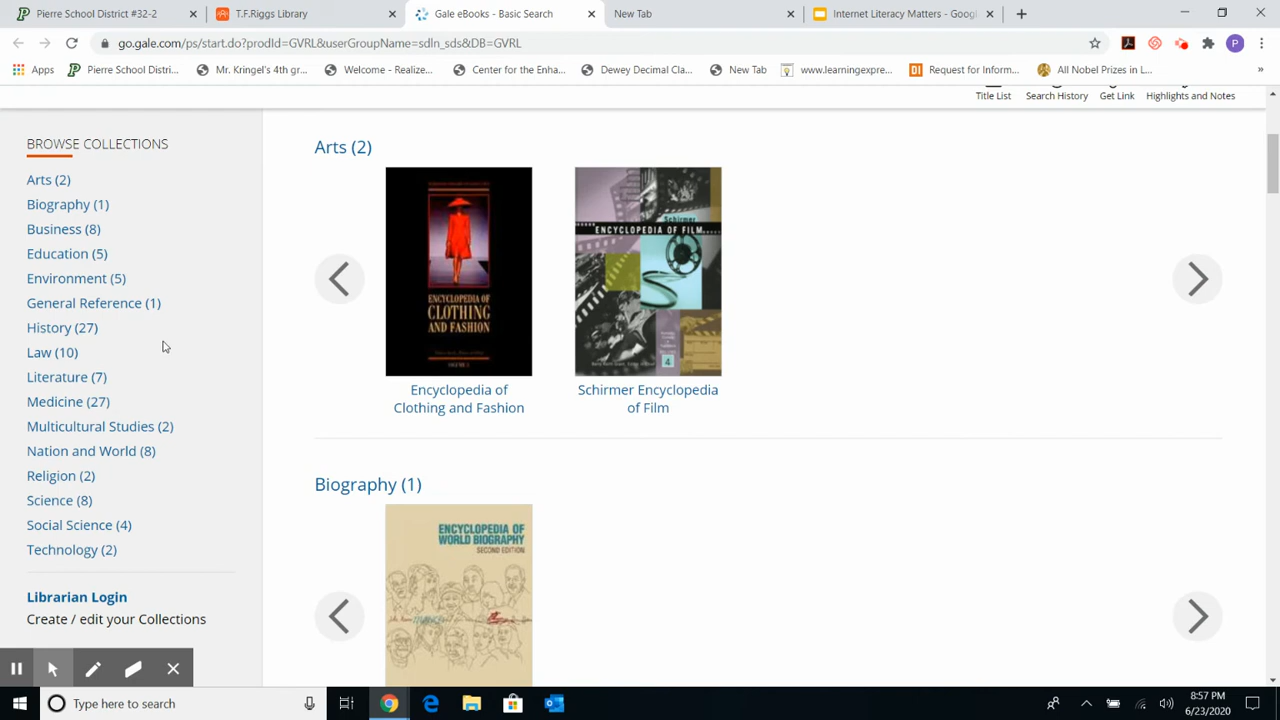 Pierre School District #32-2
T.F.Riggs Library
Gale eBooks - Basic Search
New Tab
Internet Literacy Matters - Googl
go.gale.com/ps/start.do?prodId=GVRL&userGroupName=sdln_sds&DB=GVRL
P
Apps
Pierre School Distri...
Mr. Kringel's 4th gr...
Welcome - Realize...
Center for the Enha...
Dewey Decimal Cla...
New Tab
www.learningexpre...
Request for Inform...
All Nobel Prizes in L...
Title List
Search History
Get Link
Highlights and Notes
BROWSE COLLECTIONS
Arts (2)
Biography (1)
Business (8)
Education (5)
Environment (5)
General Reference (1)
History (27)
Law (10)
Literature (7)
Medicine (27)
Multicultural Studies (2)
Nation and World (8)
Religion (2)
Science (8)
Social Science (4)
Technology (2)
Librarian Login
Create / edit your Collections
Arts (2)
ENCYCLOPEDIA OF
CLOTHING
AND FASHION
Schirmer
ENCYCLOPEDIA OF FILM
4
Encyclopedia of
Clothing and Fashion
Schirmer Encyclopedia
of Film
Biography (1)
ENCYCLOPEDIA OF
WORLD BIOGRAPHY
SECOND EDITION
Type here to search
8:57 PM
6/23/2020